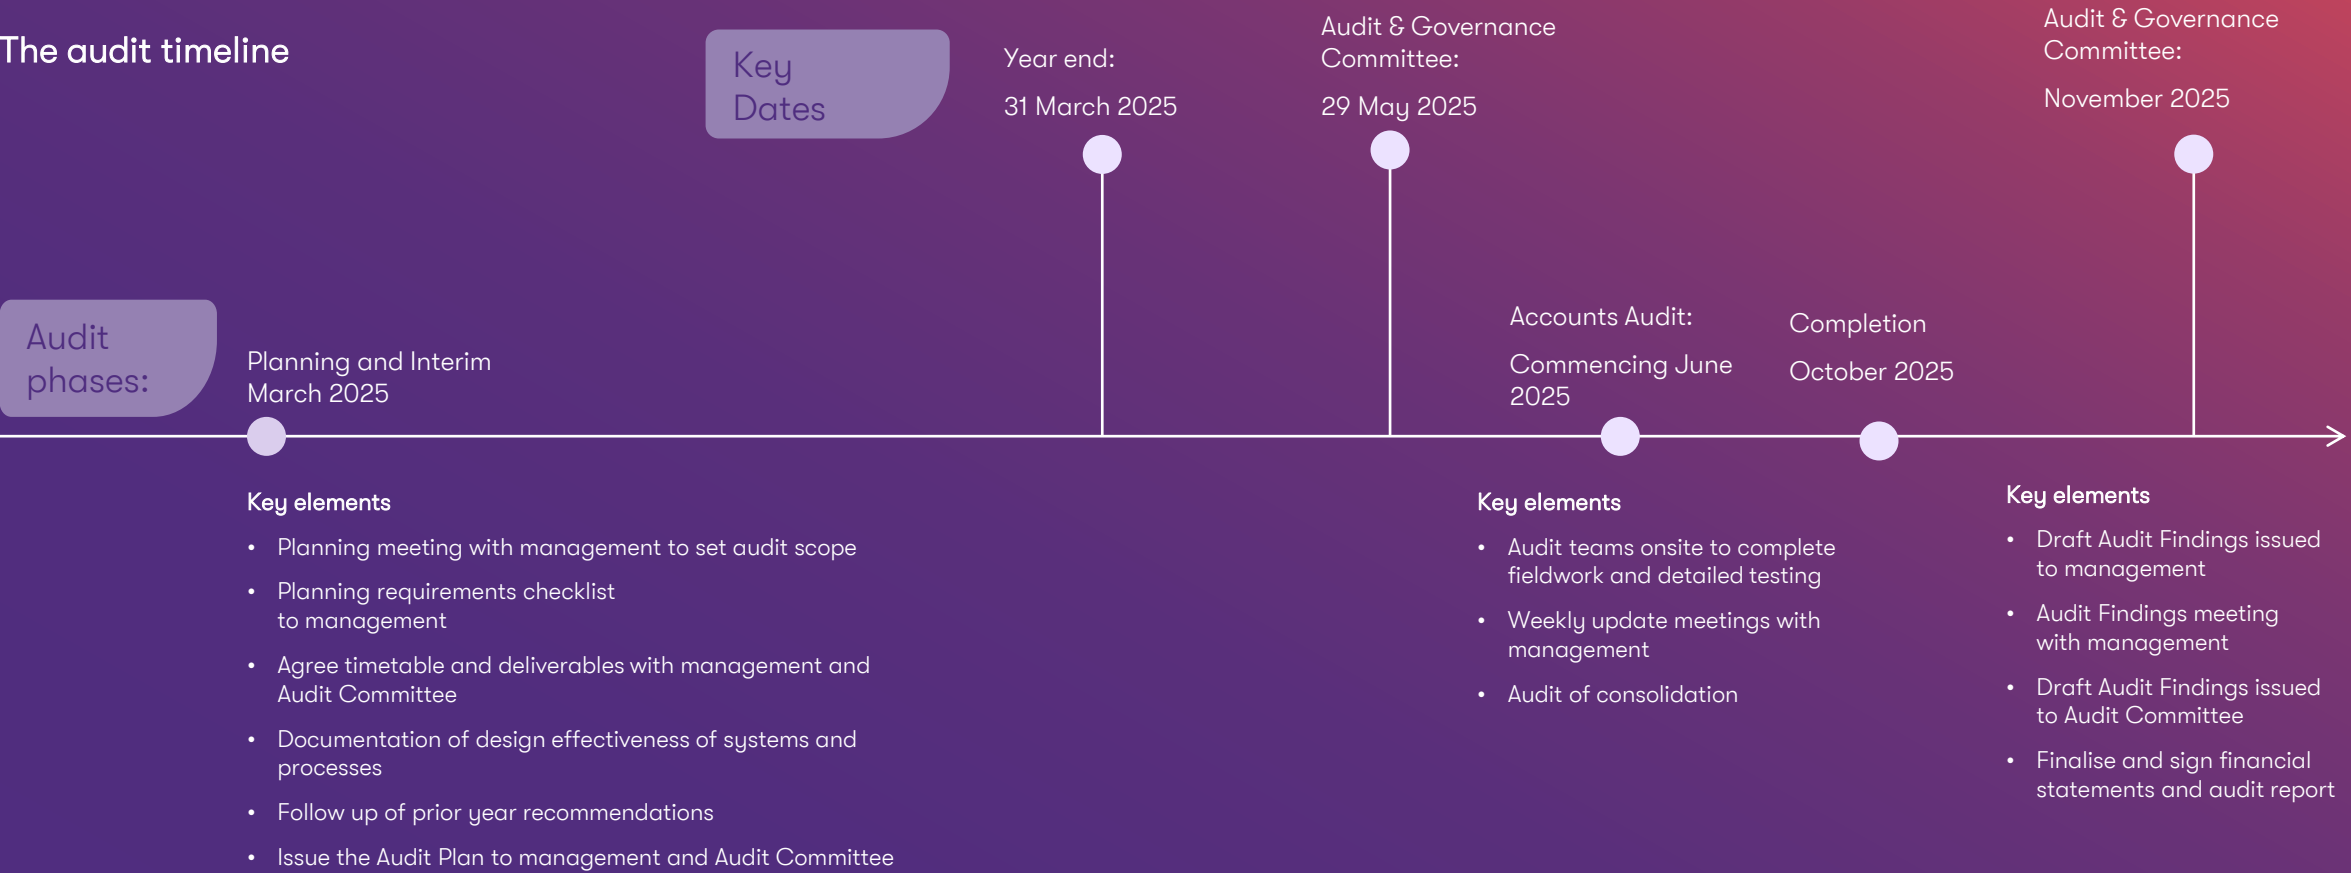 The audit timeline
Key
Dates
Year end:
31 March 2025
Audit & Governance
Committee:
29 May 2025
Audit & Governance
Committee:
November 2025
Audit
phases:
Planning and Interim
March 2025
Accounts Audit:
Commencing June
2025
Completion
October 2025
Key elements
• Planning meeting with management to set audit scope
• Planning requirements checklist
to management
• Agree timetable and deliverables with management and
Audit Committee
• Documentation of design effectiveness of systems and
processes
• Follow up of prior year recommendations
• Issue the Audit Plan to management and Audit Committee
Key elements
• Audit teams onsite to complete
fieldwork and detailed testing
• Weekly update meetings with
management
• Audit of consolidation
Key elements
• Draft Audit Findings issued
to management
• Audit Findings meeting
with management
• Draft Audit Findings issued
to Audit Committee
• Finalise and sign financial
statements and audit report